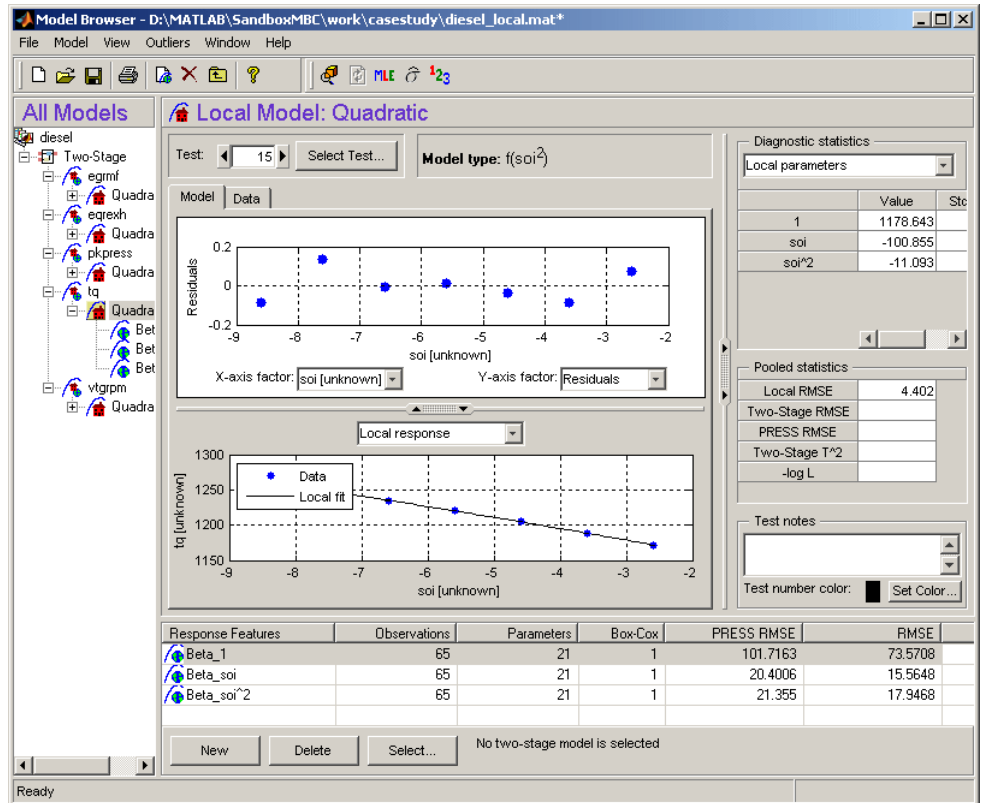 Model Browser - D:\MATLAB\SandboxMBC\work\casestudy\diesel_local.mat*
File Model View Outliers Window Help
MLE 123
All Models
diesel
Two-Stage
egrmf
Quadra
eqrexh
Quadra
pkpress
Quadra
tq
Quadra
Bet
Bet
Bet
vtgrpm
Quadra
Local Model: Quadratic
Test: 15 Select Test... Model type: f(soi^2)
Model Data
0.2
0
-0.2
Residuals
-9 -8 -7 -6 -5 -4 -3 -2
soi [unknown]
X-axis factor: soi [unknown] Y-axis factor: Residuals
Local response
1300
1250
1200
1150
tq [unknown]
Data
Local fit
-9 -8 -7 -6 -5 -4 -3 -2
soi [unknown]
Diagnostic statistics
Local parameters
Value Stc
1 1178.643
soi -100.855
soi^2 -11.093
Pooled statistics
Local RMSE 4.402
Two-Stage RMSE
PRESS RMSE
Two-Stage T^2
-log L
Test notes
Test number color: Set Color...
Response Features Observations Parameters Box-Cox PRESS RMSE RMSE
Beta_1 65 21 1 101.7163 73.5708
Beta_soi 65 21 1 20.4006 15.5648
Beta_soi^2 65 21 1 21.355 17.9468
New Delete Select... No two-stage model is selected
Ready